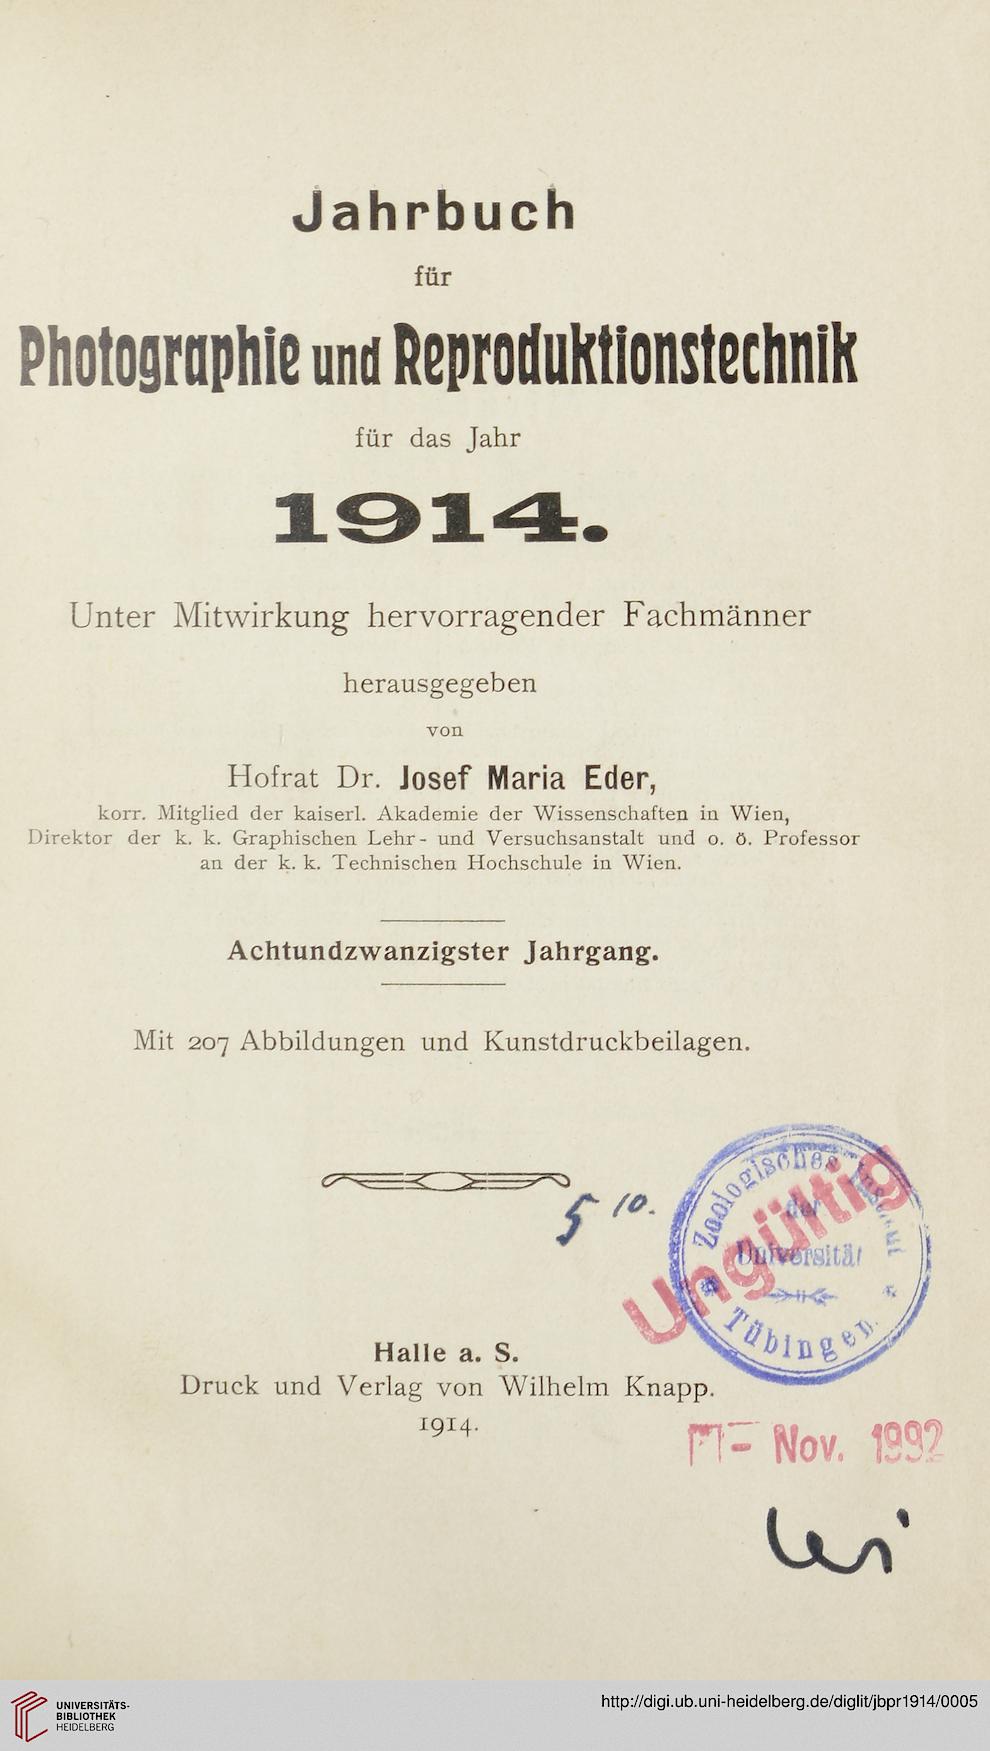 Jahrbuch
für
Photographie und Reproduktionstechnik
für das Jahr
1914.
Unter Mitwirkung hervorragender Fachmänner
herausgegeben
von
Hofrat Dr. Josef Maria Eder,
korr. Mitglied der kaiserl. Akademie der Wissenschaften in Wien,
Direktor der k. k. Graphischen Lehr- und Versuchsanstalt und o. ö. Professor
an der k. k. Technischen Hochschule in Wien.
Achtundzwanzigster Jahrgang.
Mit 207 Abbildungen und Kunstdruckbeilagen.
5 10.
Zoologisches Institut
der
Universität
Tübingen.
Ungültig
Halle a. S.
Druck und Verlag von Wilhelm Knapp.
1914.
Nov. 1992
UNIVERSITÄTS-
BIBLIOTHEK
HEIDELBERG
http://digi.ub.uni-heidelberg.de/diglit/jbpr1914/0005